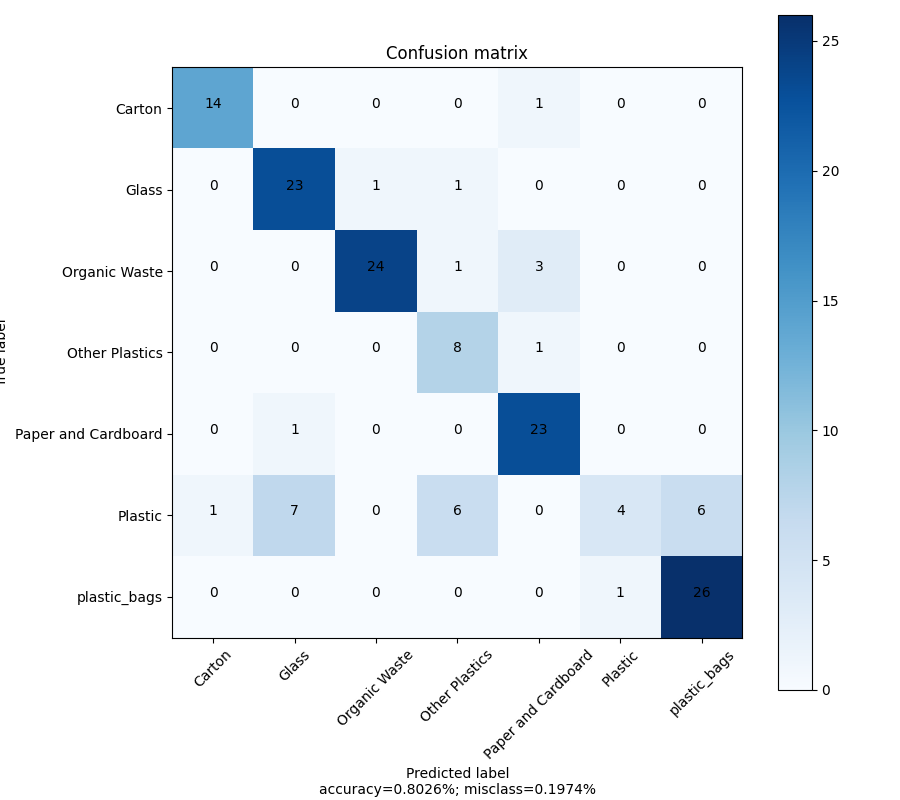 Confusion matrix
Carton 14 0 0 0 1 0 0
Glass 0 23 1 1 0 0 0
Organic Waste 0 0 24 1 3 0 0
Other Plastics 0 0 0 8 1 0 0
Paper and Cardboard 0 1 0 0 23 0 0
Plastic 1 7 0 6 0 4 6
plastic_bags 0 0 0 0 0 1 26
Carton Glass Organic Waste Other Plastics Paper and Cardboard Plastic plastic_bags
Predicted label
accuracy=0.8026%; misclass=0.1974%
25
20
15
10
5
0